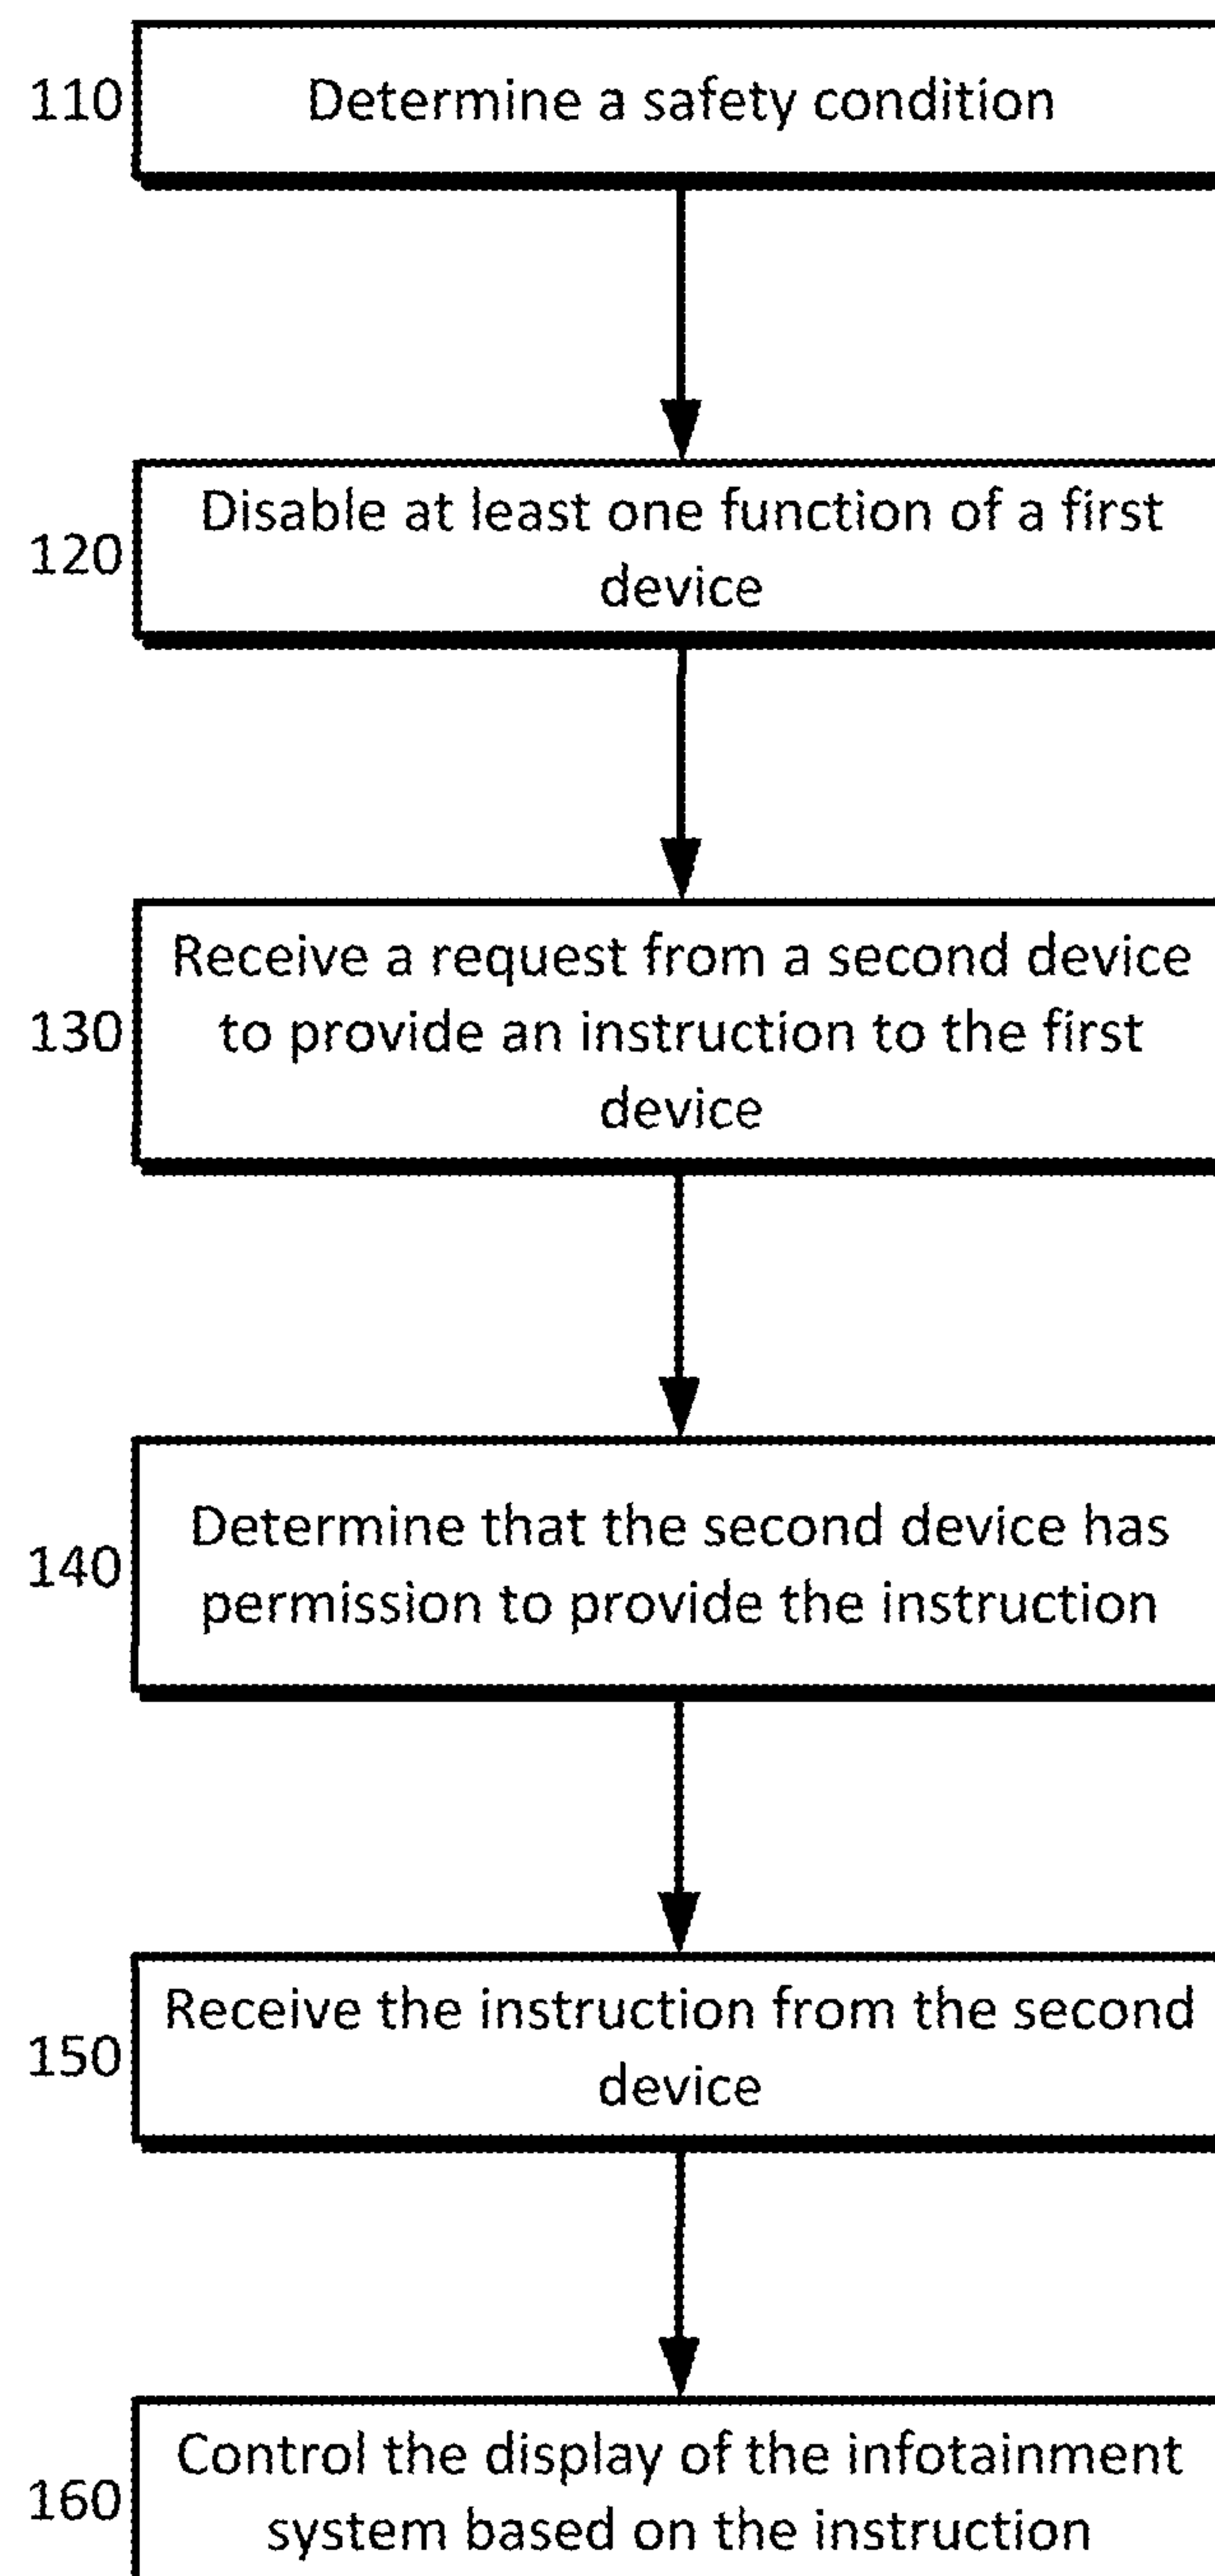 110
Determine a safety condition
120
Disable at least one function of a first
device
130
Receive a request from a second device
to provide an instruction to the first
device
140
Determine that the second device has
permission to provide the instruction
150
Receive the instruction from the second
device
160
Control the display of the infotainment
system based on the instruction